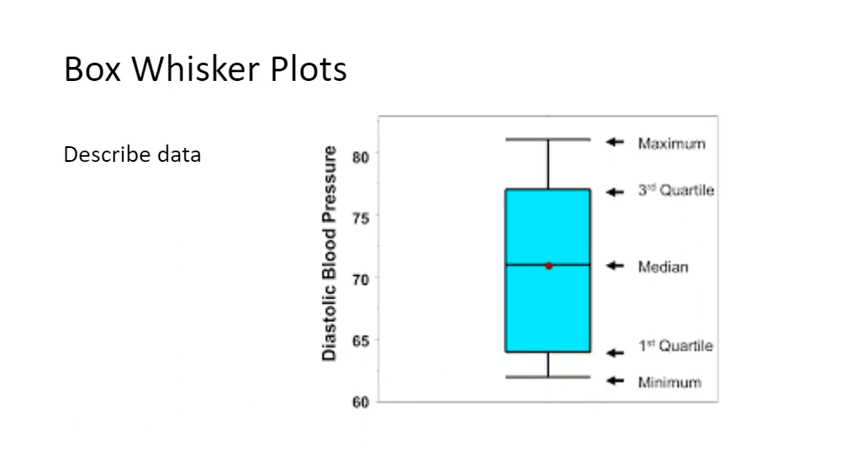 Box Whisker Plots
Describe data
Diastolic Blood Pressure
80
75
70
65
60
Maximum
3rd Quartile
Median
1st Quartile
Minimum